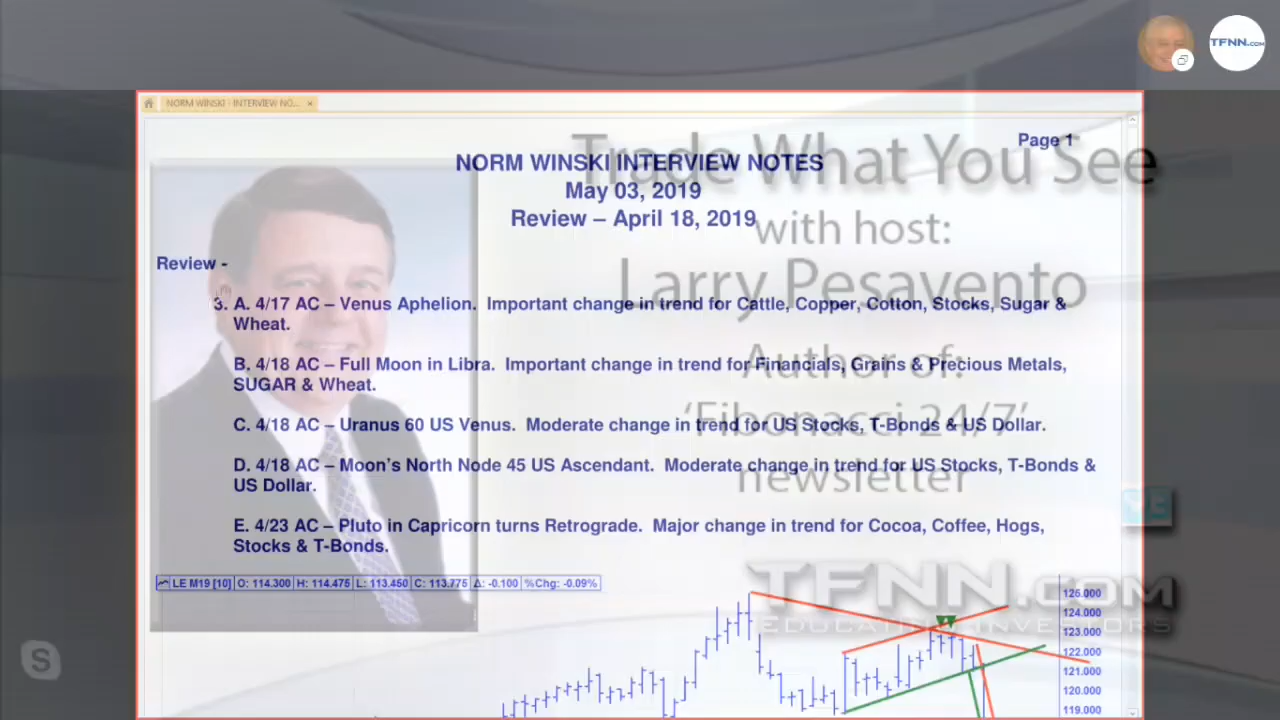 TFNN.com
NORM WINSKI - INTERVIEW NO...
Page 1
NORM WINSKI INTERVIEW NOTES
Trade What You See
May 03, 2019
Review – April 18, 2019
with host:
Review -
Larry Pesavento
3. A. 4/17 AC – Venus Aphelion. Important change in trend for Cattle, Copper, Cotton, Stocks, Sugar &
Wheat.
B. 4/18 AC – Full Moon in Libra. Important change in trend for Financials, Grains & Precious Metals,
Author of:
SUGAR & Wheat.
'Fibonacci 24/7'
C. 4/18 AC – Uranus 60 US Venus. Moderate change in trend for US Stocks, T-Bonds & US Dollar.
D. 4/18 AC – Moon's North Node 45 US Ascendant. Moderate change in trend for US Stocks, T-Bonds &
newsletter
US Dollar.
E. 4/23 AC – Pluto in Capricorn turns Retrograde. Major change in trend for Cocoa, Coffee, Hogs,
Stocks & T-Bonds.
LE M19 [10] O: 114.300 H: 114.475 L: 113.450 C: 113.775 Δ: -0.100 %Chg: -0.09%
TFNN.com
EDUCATING INVESTORS
125.000
124.000
123.000
122.000
121.000
120.000
119.000